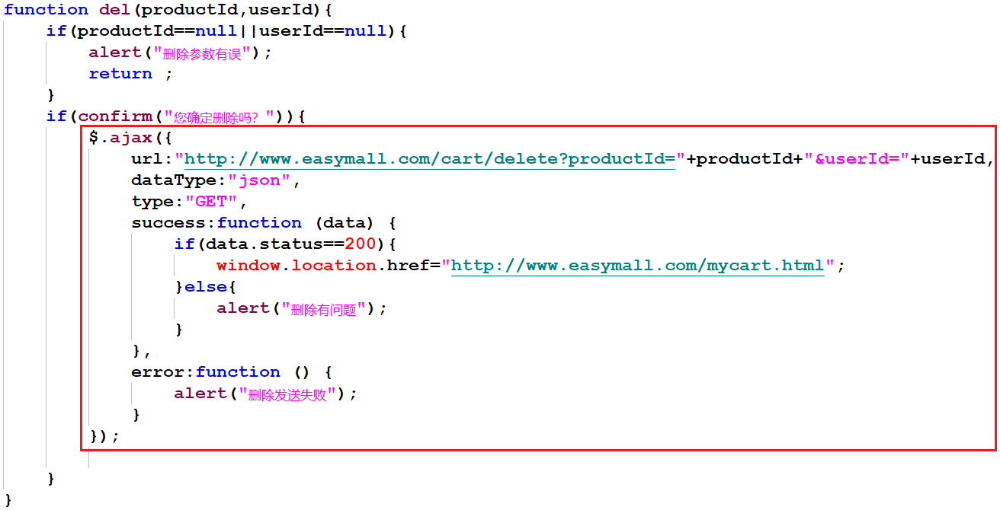 function del(productId,userId){
if(productId==null||userId==null){
alert("删除参数有误");
return ;
}
if(confirm("您确定删除吗？")){
$.ajax({
url:"http://www.easymall.com/cart/delete?productId="+productId+"&userId="+userId,
dataType:"json",
type:"GET",
success:function (data) {
if(data.status==200){
window.location.href="http://www.easymall.com/mycart.html";
}else{
alert("删除有问题");
}
},
error:function () {
alert("删除发送失败");
}
});
}
}